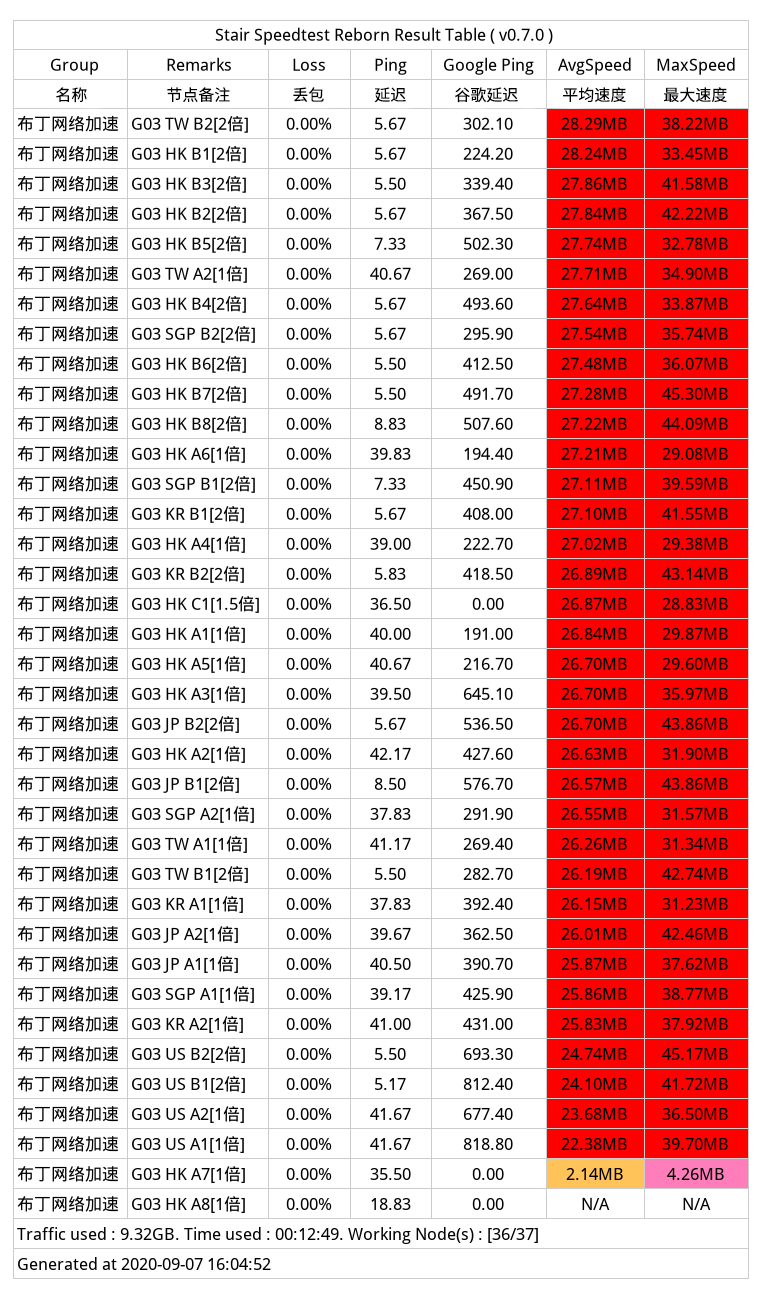 Stair Speedtest Reborn Result Table ( v0.7.0 )
Group Remarks Loss Ping Google Ping AvgSpeed MaxSpeed
名称 节点备注 丢包 延迟 谷歌延迟 平均速度 最大速度
布丁网络加速 G03 TW B2[2倍] 0.00% 5.67 302.10 28.29MB 38.22MB
布丁网络加速 G03 HK B1[2倍] 0.00% 5.67 224.20 28.24MB 33.45MB
布丁网络加速 G03 HK B3[2倍] 0.00% 5.50 339.40 27.86MB 41.58MB
布丁网络加速 G03 HK B2[2倍] 0.00% 5.67 367.50 27.84MB 42.22MB
布丁网络加速 G03 HK B5[2倍] 0.00% 7.33 502.30 27.74MB 32.78MB
布丁网络加速 G03 TW A2[1倍] 0.00% 40.67 269.00 27.71MB 34.90MB
布丁网络加速 G03 HK B4[2倍] 0.00% 5.67 493.60 27.64MB 33.87MB
布丁网络加速 G03 SGP B2[2倍] 0.00% 5.67 295.90 27.54MB 35.74MB
布丁网络加速 G03 HK B6[2倍] 0.00% 5.50 412.50 27.48MB 36.07MB
布丁网络加速 G03 HK B7[2倍] 0.00% 5.50 491.70 27.28MB 45.30MB
布丁网络加速 G03 HK B8[2倍] 0.00% 8.83 507.60 27.22MB 44.09MB
布丁网络加速 G03 HK A6[1倍] 0.00% 39.83 194.40 27.21MB 29.08MB
布丁网络加速 G03 SGP B1[2倍] 0.00% 7.33 450.90 27.11MB 39.59MB
布丁网络加速 G03 KR B1[2倍] 0.00% 5.67 408.00 27.10MB 41.55MB
布丁网络加速 G03 HK A4[1倍] 0.00% 39.00 222.70 27.02MB 29.38MB
布丁网络加速 G03 KR B2[2倍] 0.00% 5.83 418.50 26.89MB 43.14MB
布丁网络加速 G03 HK C1[1.5倍] 0.00% 36.50 0.00 26.87MB 28.83MB
布丁网络加速 G03 HK A1[1倍] 0.00% 40.00 191.00 26.84MB 29.87MB
布丁网络加速 G03 HK A5[1倍] 0.00% 40.67 216.70 26.70MB 29.60MB
布丁网络加速 G03 HK A3[1倍] 0.00% 39.50 645.10 26.70MB 35.97MB
布丁网络加速 G03 JP B2[2倍] 0.00% 5.67 536.50 26.70MB 43.86MB
布丁网络加速 G03 HK A2[1倍] 0.00% 42.17 427.60 26.63MB 31.90MB
布丁网络加速 G03 JP B1[2倍] 0.00% 8.50 576.70 26.57MB 43.86MB
布丁网络加速 G03 SGP A2[1倍] 0.00% 37.83 291.90 26.55MB 31.57MB
布丁网络加速 G03 TW A1[1倍] 0.00% 41.17 269.40 26.26MB 31.34MB
布丁网络加速 G03 TW B1[2倍] 0.00% 5.50 282.70 26.19MB 42.74MB
布丁网络加速 G03 KR A1[1倍] 0.00% 37.83 392.40 26.15MB 31.23MB
布丁网络加速 G03 JP A2[1倍] 0.00% 39.67 362.50 26.01MB 42.46MB
布丁网络加速 G03 JP A1[1倍] 0.00% 40.50 390.70 25.87MB 37.62MB
布丁网络加速 G03 SGP A1[1倍] 0.00% 39.17 425.90 25.86MB 38.77MB
布丁网络加速 G03 KR A2[1倍] 0.00% 41.00 431.00 25.83MB 37.92MB
布丁网络加速 G03 US B2[2倍] 0.00% 5.50 693.30 24.74MB 45.17MB
布丁网络加速 G03 US B1[2倍] 0.00% 5.17 812.40 24.10MB 41.72MB
布丁网络加速 G03 US A2[1倍] 0.00% 41.67 677.40 23.68MB 36.50MB
布丁网络加速 G03 US A1[1倍] 0.00% 41.67 818.80 22.38MB 39.70MB
布丁网络加速 G03 HK A7[1倍] 0.00% 35.50 0.00 2.14MB 4.26MB
布丁网络加速 G03 HK A8[1倍] 0.00% 18.83 0.00 N/A N/A
Traffic used : 9.32GB. Time used : 00:12:49. Working Node(s) : [36/37]
Generated at 2020-09-07 16:04:52